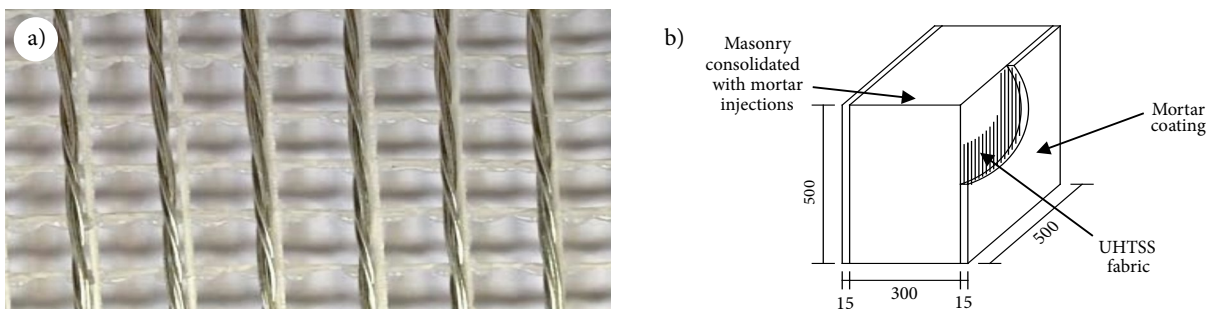 a)
b)
Masonry
consolidated
with mortar
injections
Mortar
coating
500
500
UHTSS
fabric
15
300
15